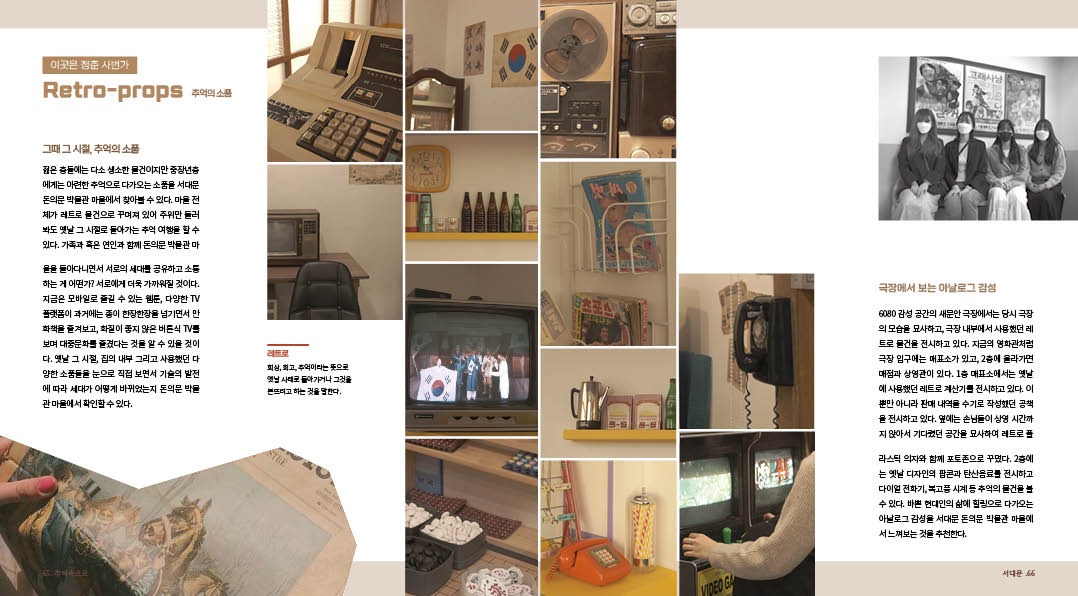 이곳은 청춘 사변가
Retro-props 추억의 소품
그때 그 시절, 추억의 소품
젊은 층들에는 다소 생소한 물건이지만 중장년층
에게는 아련한 추억으로 다가오는 소품을 서대문
돈의문 박물관 마을에서 찾아볼 수 있다. 마을 전
체가 레트로 물건으로 꾸며져 있어 주위만 둘러
봐도 옛날 그 시절로 돌아가는 추억 여행을 할 수
있다. 가족과 혹은 연인과 함께 돈의문 박물관 마
을을 돌아다니면서 서로의 세대를 공유하고 소통
하는 게 어떤가? 서로에게 더욱 가까워질 것이다.
지금은 모바일로 즐길 수 있는 웹툰, 다양한 TV
플랫폼이 과거에는 종이 한장한장을 넘기면서 만
화책을 즐겨보고, 화질이 좋지 않은 버튼식 TV를
보며 대중문화를 즐겼다는 것을 알 수 있을 것이
다. 옛날 그 시절, 집의 내부 그리고 사용했던 다
양한 소품들을 눈으로 직접 보면서 기술의 발전
에 따라 세대가 어떻게 바뀌었는지 돈의문 박물
관 마을에서 확인할 수 있다.
레트로
회상, 회고, 추억이라는 뜻으로
옛날 사태로 돌아가거나 그것을
본뜨려고 하는 것을 말한다.
65. 추억속으로
고래사냥
VIDEO GA
극장에서 보는 아날로그 감성
6080 감성 공간의 새문안 극장에서는 당시 극장
의 모습을 묘사하고, 극장 내부에서 사용했던 레
트로 물건을 전시하고 있다. 지금의 영화관처럼
극장 입구에는 매표소가 있고, 2층에 올라가면
매점과 상영관이 있다. 1층 매표소에서는 옛날
에 사용했던 레트로 계산기를 전시하고 있다. 이
뿐만 아니라 판매 내역을 수기로 작성했던 공책
을 전시하고 있다. 옆에는 손님들이 상영 시간까
지 앉아서 기다렸던 공간을 묘사하여 레트로 플
라스틱 의자와 함께 포토존으로 꾸몄다. 2층에
는 옛날 디자인의 팝콘과 탄산음료를 전시하고
다이얼 전화기, 복고풍 시계 등 추억의 물건을 볼
수 있다. 바쁜 현대인의 삶에 힐링으로 다가오는
아날로그 감성을 서대문 돈의문 박물관 마을에
서 느껴보는 것을 추천한다.
서대문 .66